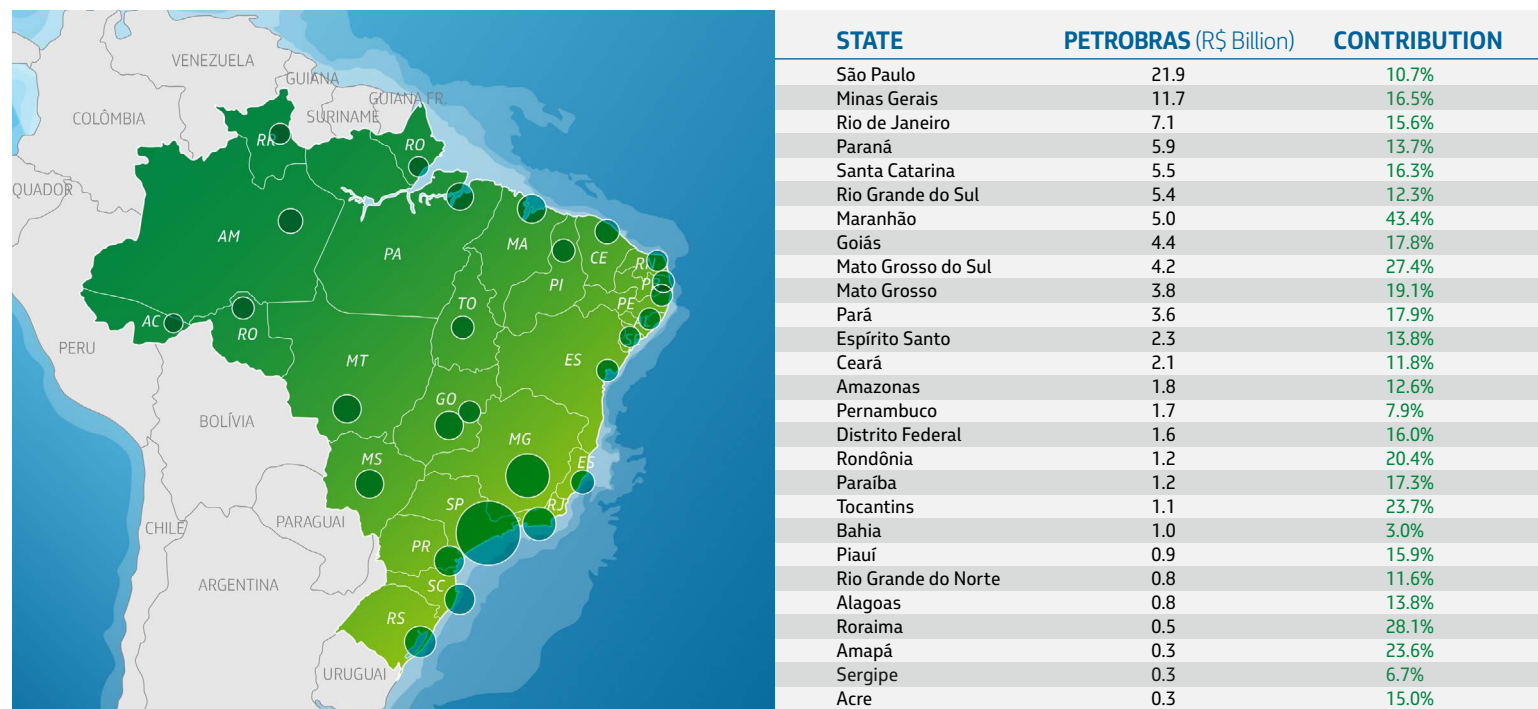 VENEZUELA
GUIANA
GUIANA FR.
SURINAME
COLÔMBIA
RR
RO
QUADOR
AM
PA
MA
CE
RN
PI
PE
TO
AC
RO
PERU
MT
ES
BOLÍVIA
GO
MG
MS
ES
SP
RJ
PARAGUAI
CHILE
PR
SC
ARGENTINA
RS
URUGUAI
STATE PETROBRAS (R$ Billion) CONTRIBUTION
São Paulo 21.9 10.7%
Minas Gerais 11.7 16.5%
Rio de Janeiro 7.1 15.6%
Paraná 5.9 13.7%
Santa Catarina 5.5 16.3%
Rio Grande do Sul 5.4 12.3%
Maranhão 5.0 43.4%
Goiás 4.4 17.8%
Mato Grosso do Sul 4.2 27.4%
Mato Grosso 3.8 19.1%
Pará 3.6 17.9%
Espírito Santo 2.3 13.8%
Ceará 2.1 11.8%
Amazonas 1.8 12.6%
Pernambuco 1.7 7.9%
Distrito Federal 1.6 16.0%
Rondônia 1.2 20.4%
Paraíba 1.2 17.3%
Tocantins 1.1 23.7%
Bahia 1.0 3.0%
Piauí 0.9 15.9%
Rio Grande do Norte 0.8 11.6%
Alagoas 0.8 13.8%
Roraima 0.5 28.1%
Amapá 0.3 23.6%
Sergipe 0.3 6.7%
Acre 0.3 15.0%